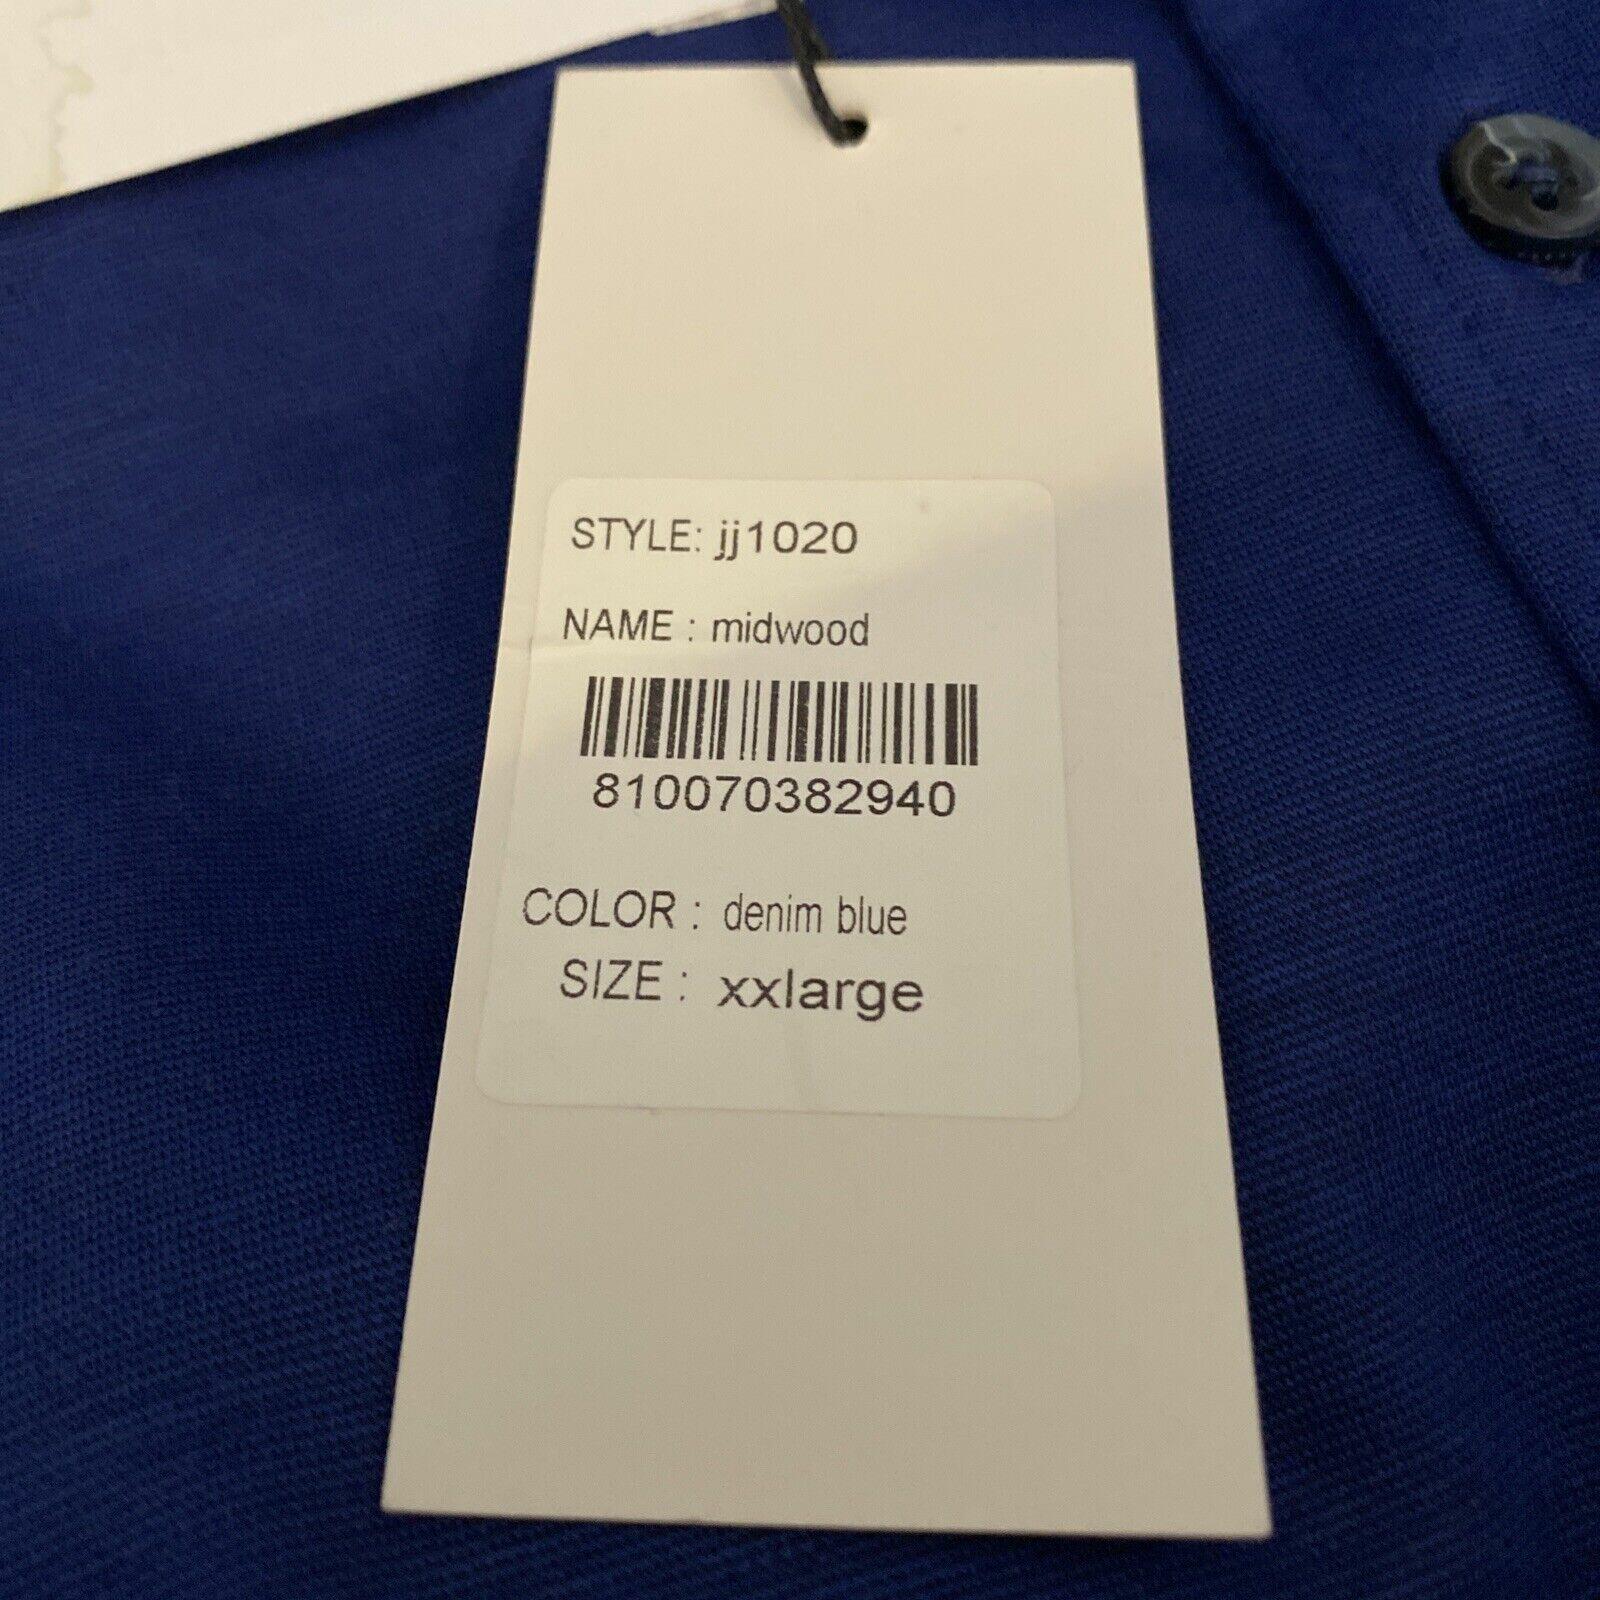 STYLE: jj1020
NAME : midwood
810070382940
COLOR : denim blue
SIZE : xxlarge